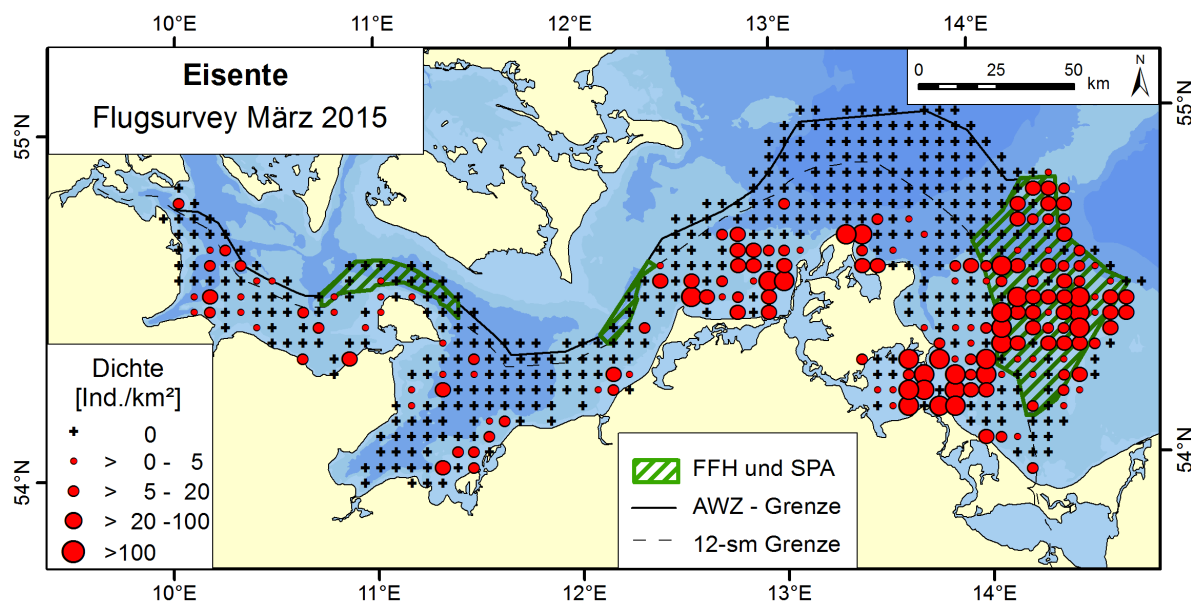 10°E 11°E 12°E 13°E 14°E
Eisente
Flugsurvey März 2015
0 25 50
km
N
55°N
55°N
54°N
54°N
Dichte
[Ind./km²]
0
> 0 - 5
> 5 - 20
> 20 -100
>100
FFH und SPA
AWZ - Grenze
12-sm Grenze
10°E 11°E 12°E 13°E 14°E